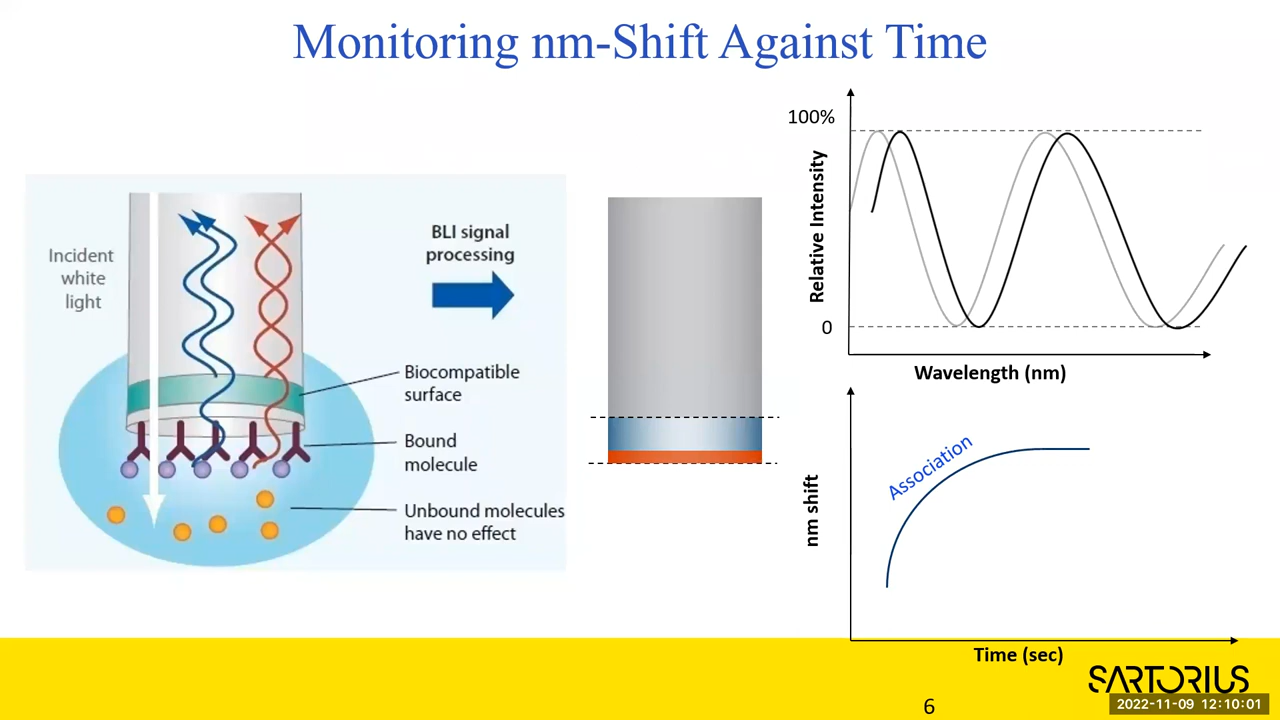 Monitoring nm-Shift Against Time
Incident
white
light
BLI signal
processing
Biocompatible
surface
Bound
molecule
Unbound molecules
have no effect
100%
Relative Intensity
0
Wavelength (nm)
Association
nm shift
Time (sec)
SARTORIUS
2022-11-09 12:10:01
6